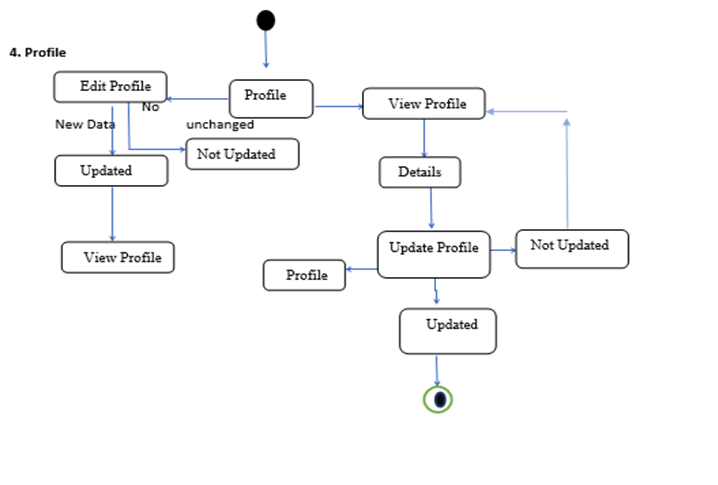 4. Profile
Edit Profile
Profile
View Profile
No
New Data
unchanged
Not Updated
Updated
Details
View Profile
Update Profile
Not Updated
Profile
Updated